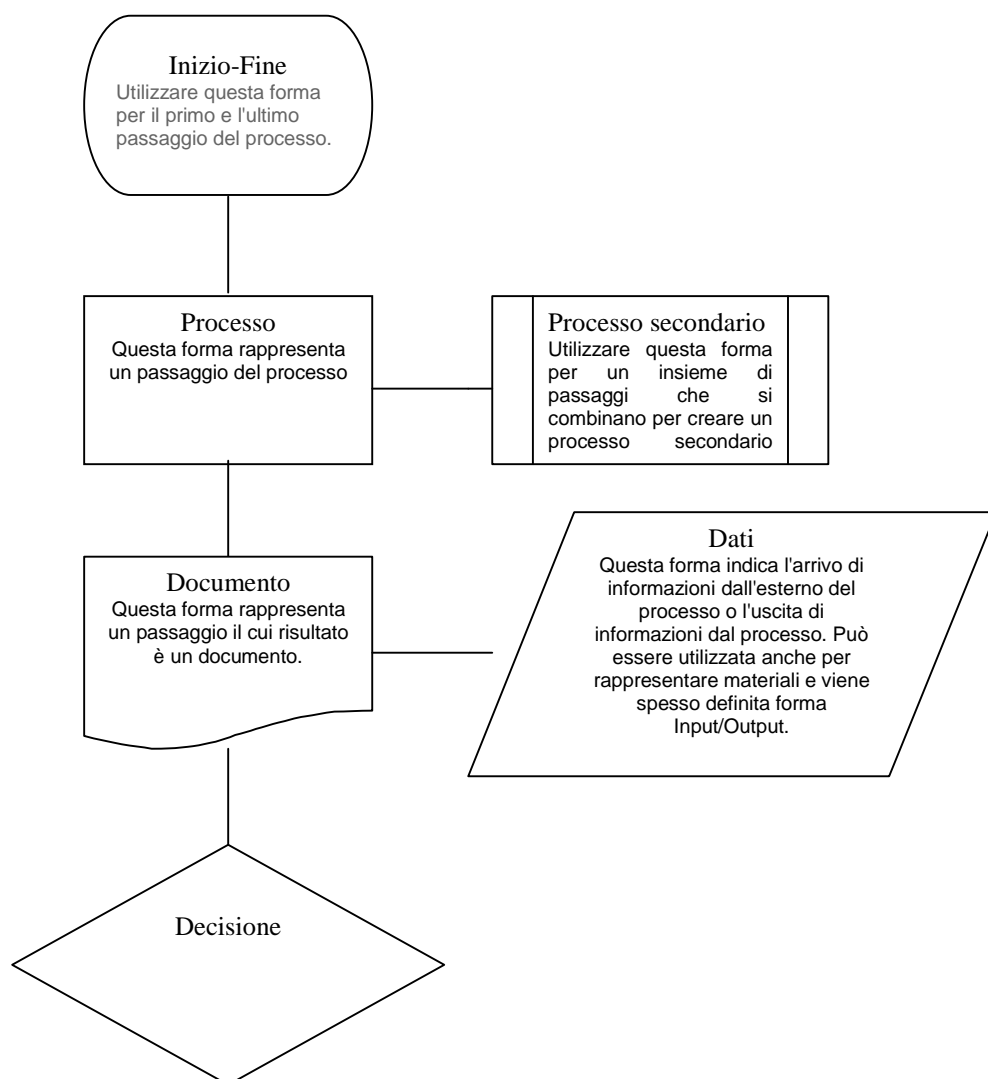 Inizio-Fine
Utilizzare questa forma
per il primo e l'ultimo
passaggio del processo.
Processo
Questa forma rappresenta
un passaggio del processo
Processo secondario
Utilizzare questa forma
per un insieme di
passaggi che si
combinano per creare un
processo secondario
Documento
Questa forma rappresenta
un passaggio il cui risultato
è un documento.
Dati
Questa forma indica l'arrivo di
informazioni dall'esterno del
processo o l'uscita di
informazioni dal processo. Può
essere utilizzata anche per
rappresentare materiali e viene
spesso definita forma
Input/Output.
Decisione